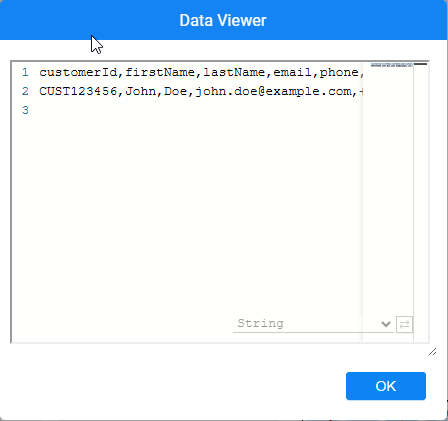 Data Viewer
1 customerId,firstName,lastName,email,phone,
2 CUST123456,John,Doe,john.doe@example.com,+
3
String
OK